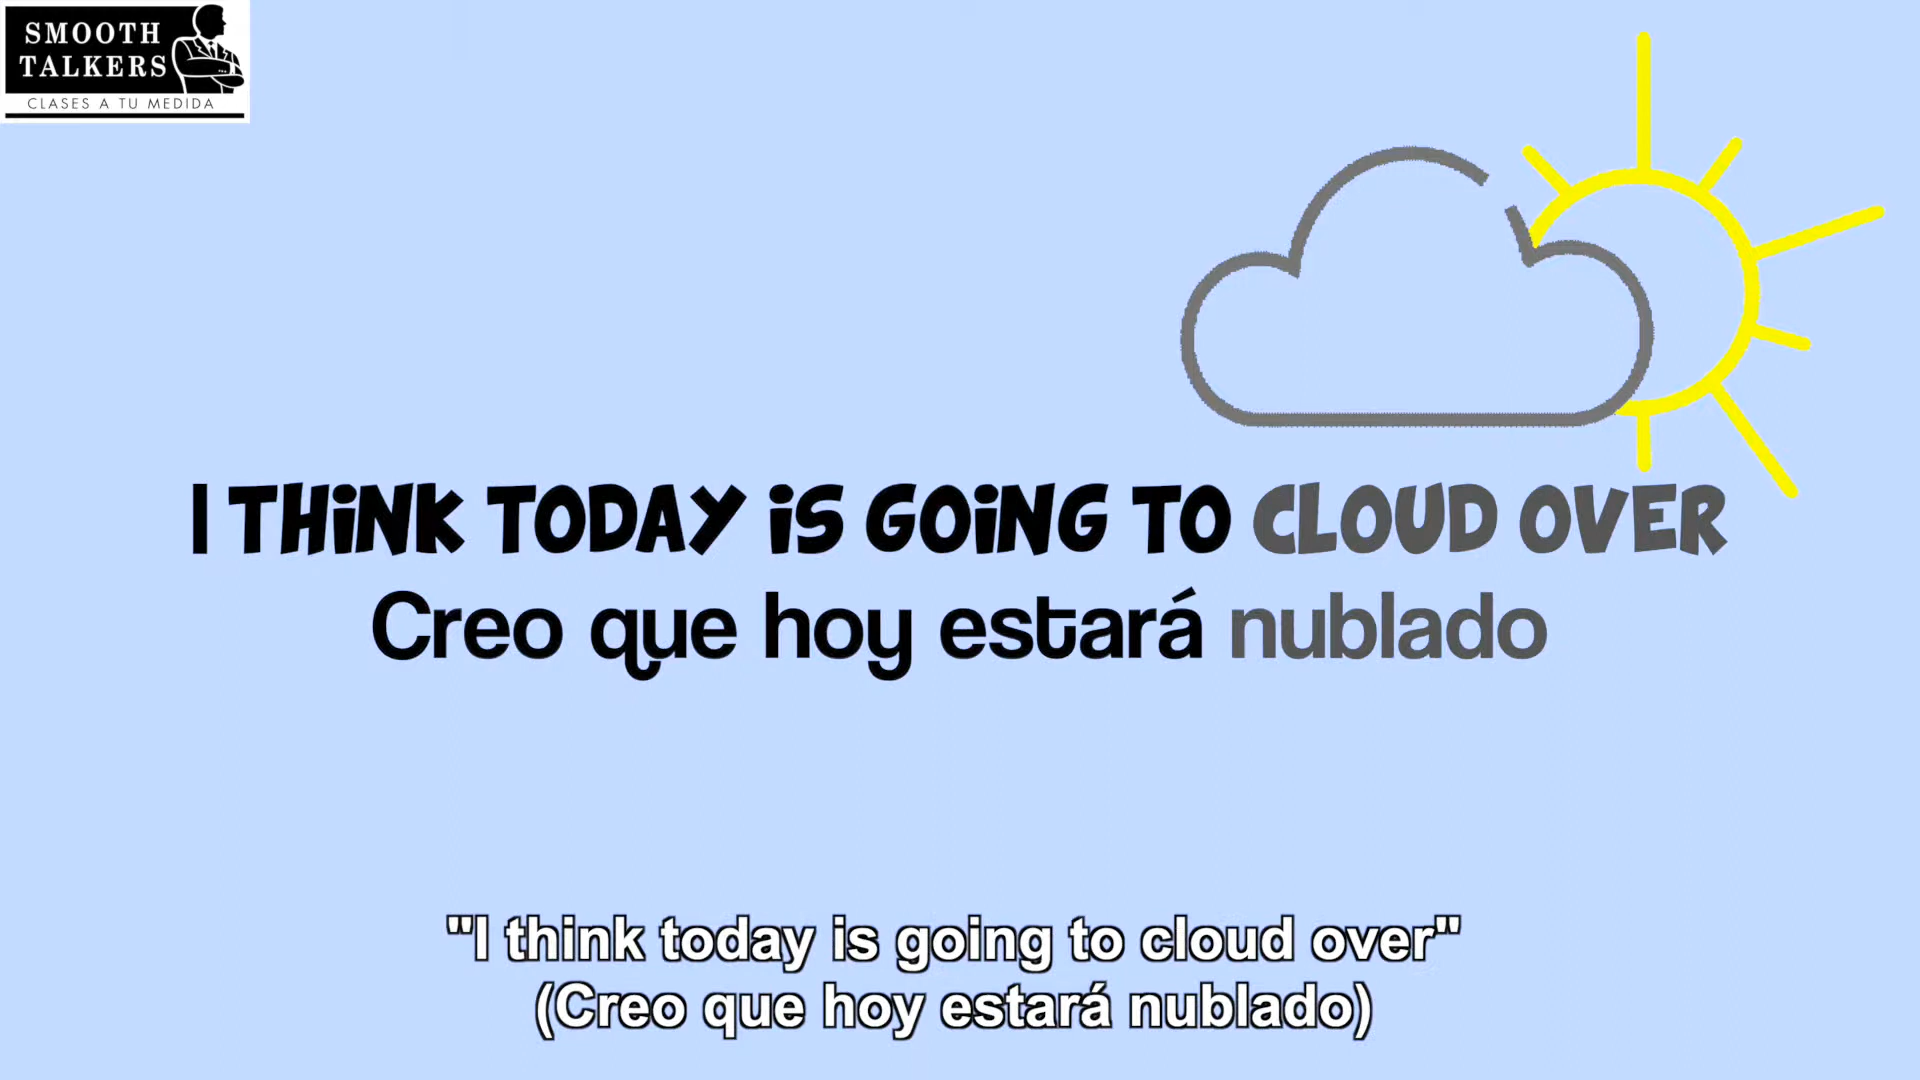 SMOOTH
TALKERS
CLASES A TU MEDIDA
I THiNK TODAY iS GOiNG TO CLOUD OVER
Creo que hoy estará nublado
"I think today is going to cloud over"
(Creo que hoy estará nublado)